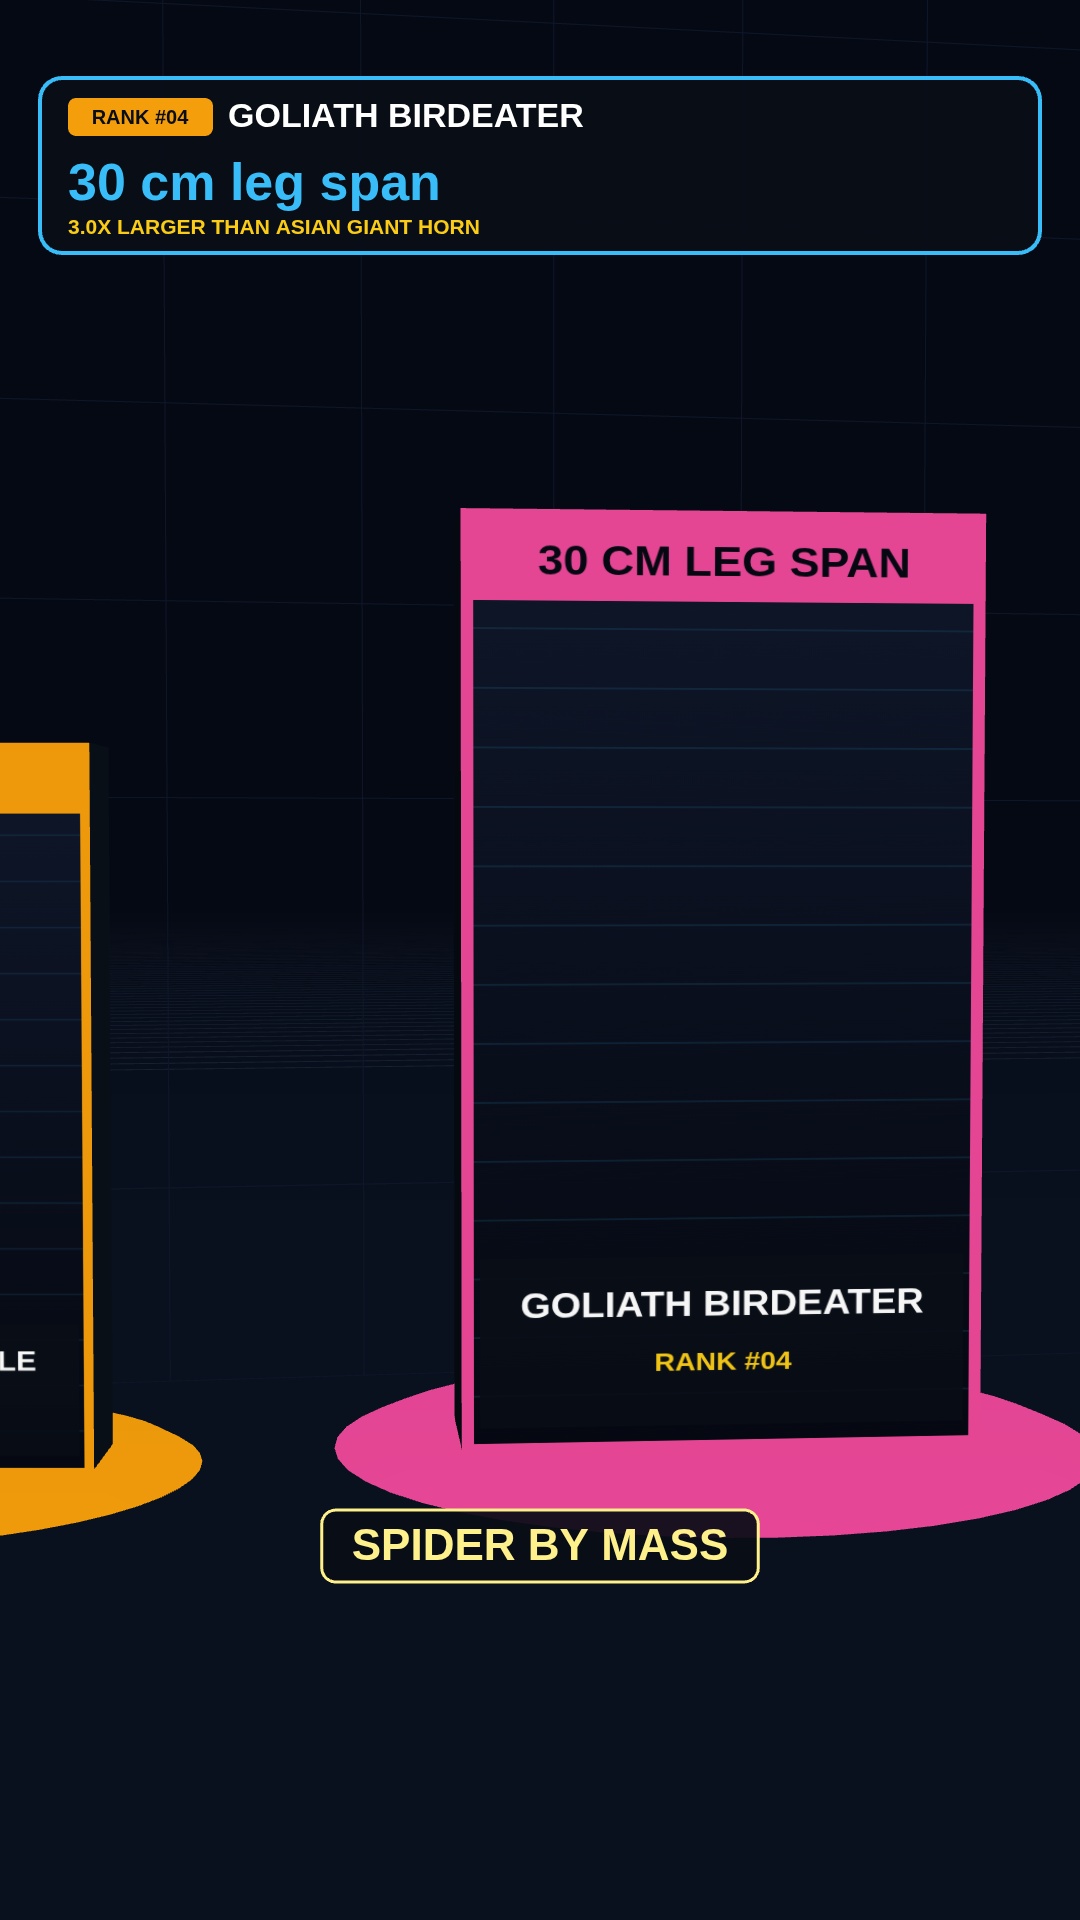 RANK #04
GOLIATH BIRDEATER
30 cm leg span
3.0X LARGER THAN ASIAN GIANT HORN
30 CM LEG SPAN
LE
GOLIATH BIRDEATER
RANK #04
SPIDER BY MASS